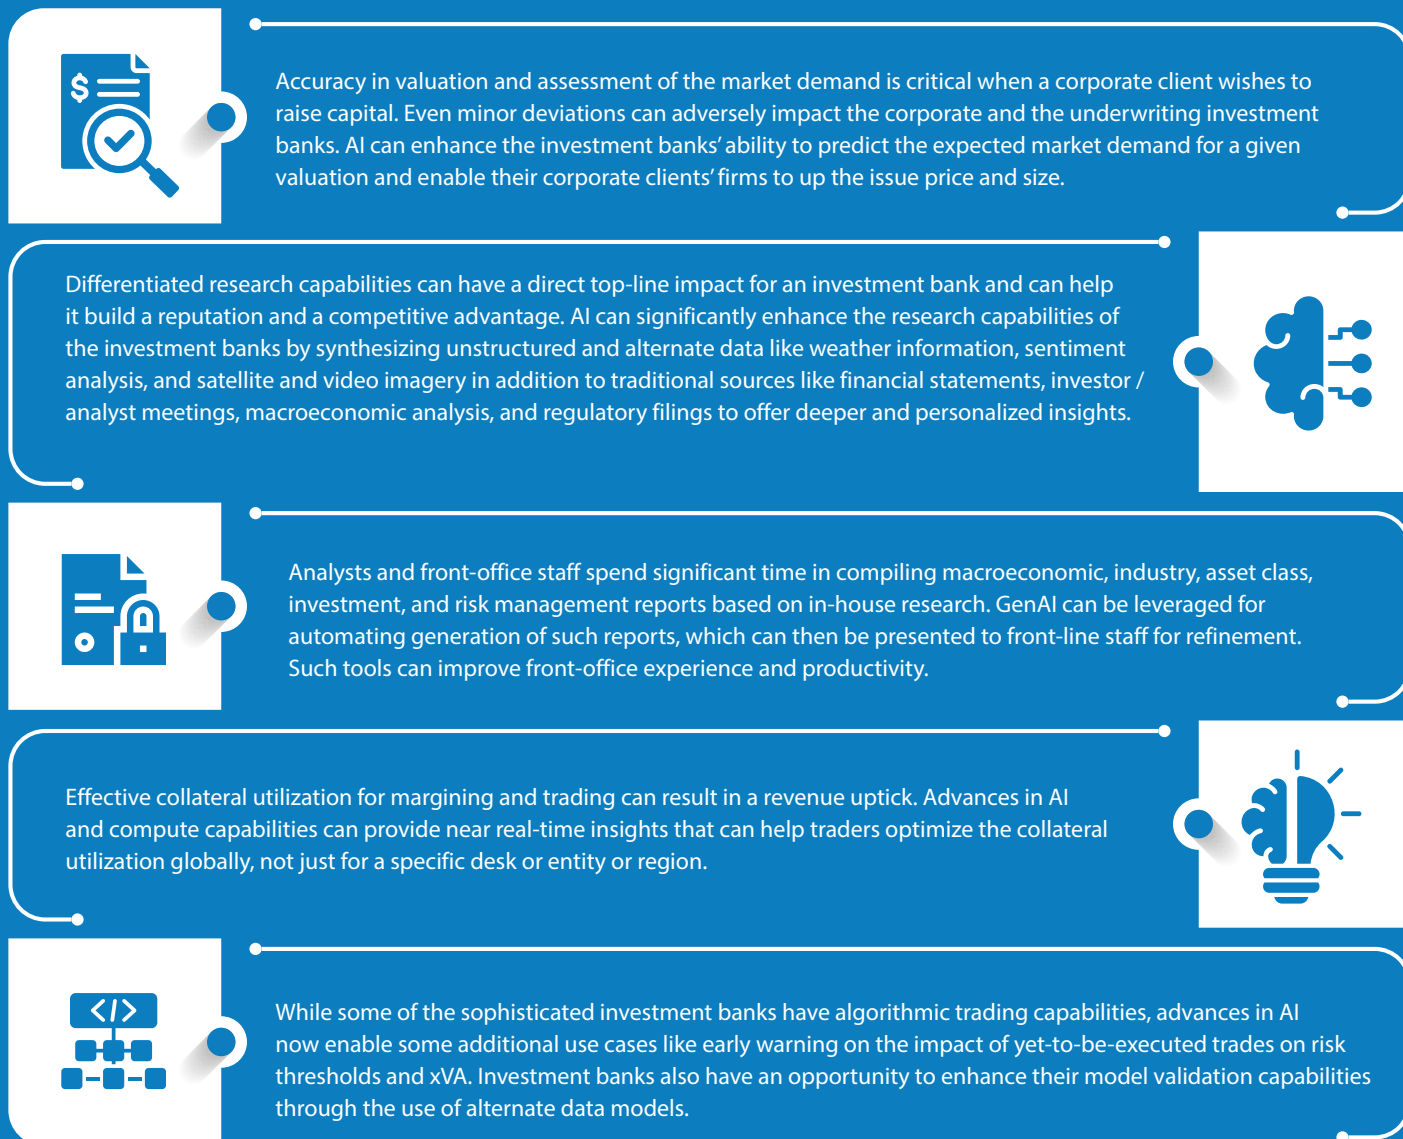 $
Accuracy in valuation and assessment of the market demand is critical when a corporate client wishes to
raise capital. Even minor deviations can adversely impact the corporate and the underwriting investment
banks. AI can enhance the investment banks’ ability to predict the expected market demand for a given
valuation and enable their corporate clients’ firms to up the issue price and size.
Differentiated research capabilities can have a direct top-line impact for an investment bank and can help
it build a reputation and a competitive advantage. AI can significantly enhance the research capabilities of
the investment banks by synthesizing unstructured and alternate data like weather information, sentiment
analysis, and satellite and video imagery in addition to traditional sources like financial statements, investor /
analyst meetings, macroeconomic analysis, and regulatory filings to offer deeper and personalized insights.
Analysts and front-office staff spend significant time in compiling macroeconomic, industry, asset class,
investment, and risk management reports based on in-house research. GenAI can be leveraged for
automating generation of such reports, which can then be presented to front-line staff for refinement.
Such tools can improve front-office experience and productivity.
Effective collateral utilization for margining and trading can result in a revenue uptick. Advances in AI
and compute capabilities can provide near real-time insights that can help traders optimize the collateral
utilization globally, not just for a specific desk or entity or region.
</>
While some of the sophisticated investment banks have algorithmic trading capabilities, advances in AI
now enable some additional use cases like early warning on the impact of yet-to-be-executed trades on risk
thresholds and xVA. Investment banks also have an opportunity to enhance their model validation capabilities
through the use of alternate data models.